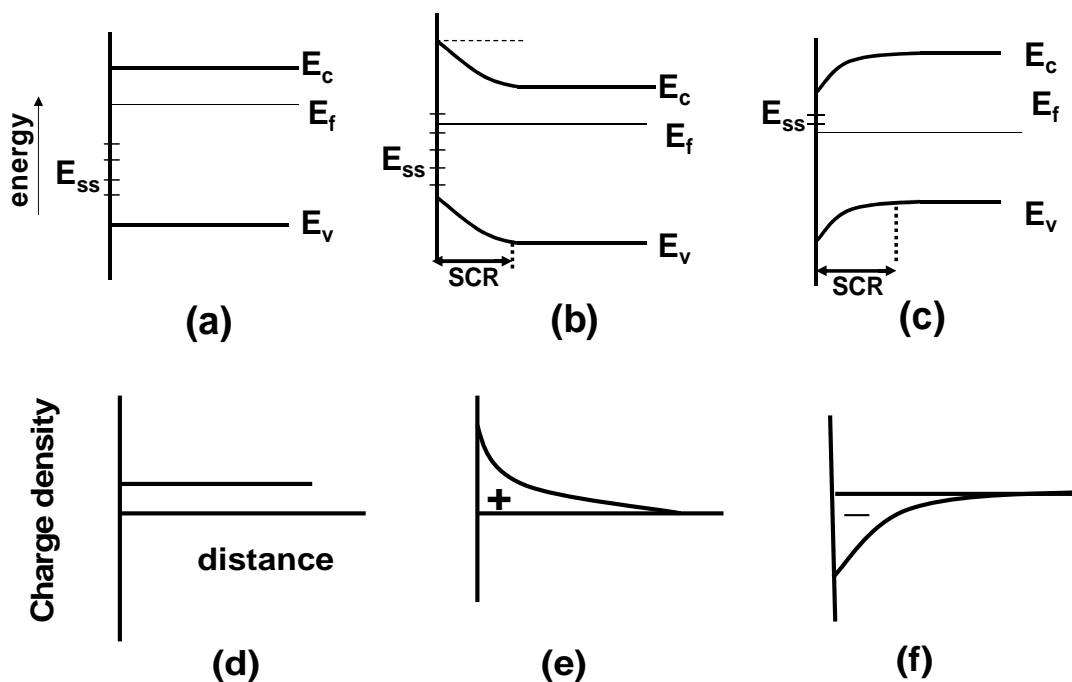 energy
E_c
E_f
E_ss
E_v
(a)
E_c
E_f
E_ss
E_v
SCR
(b)
E_c
E_f
E_ss
E_v
SCR
(c)
Charge density
distance
(d)
+
(e)
−
(f)